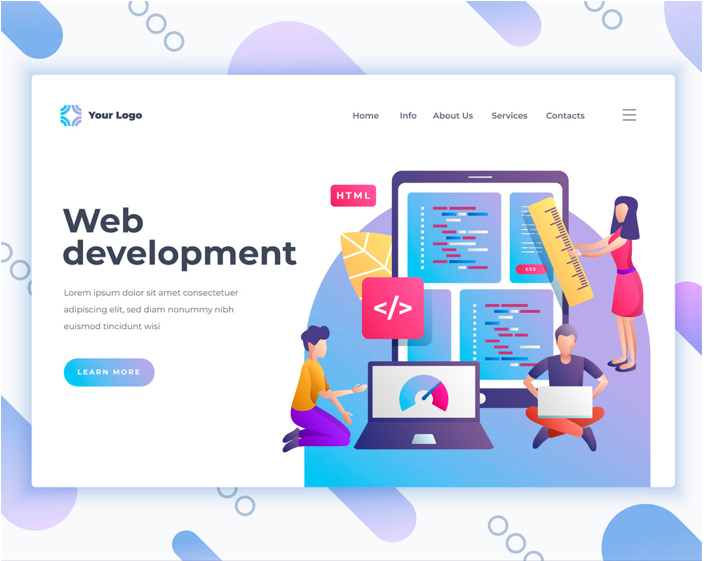 Your Logo
Home Info About Us Services Contacts
HTML
Web
development
CSS
Lorem ipsum dolor sit amet consectetuer
adipiscing elit, sed diam nonummy nibh
euismod tincidunt wisi
</>
LEARN MORE